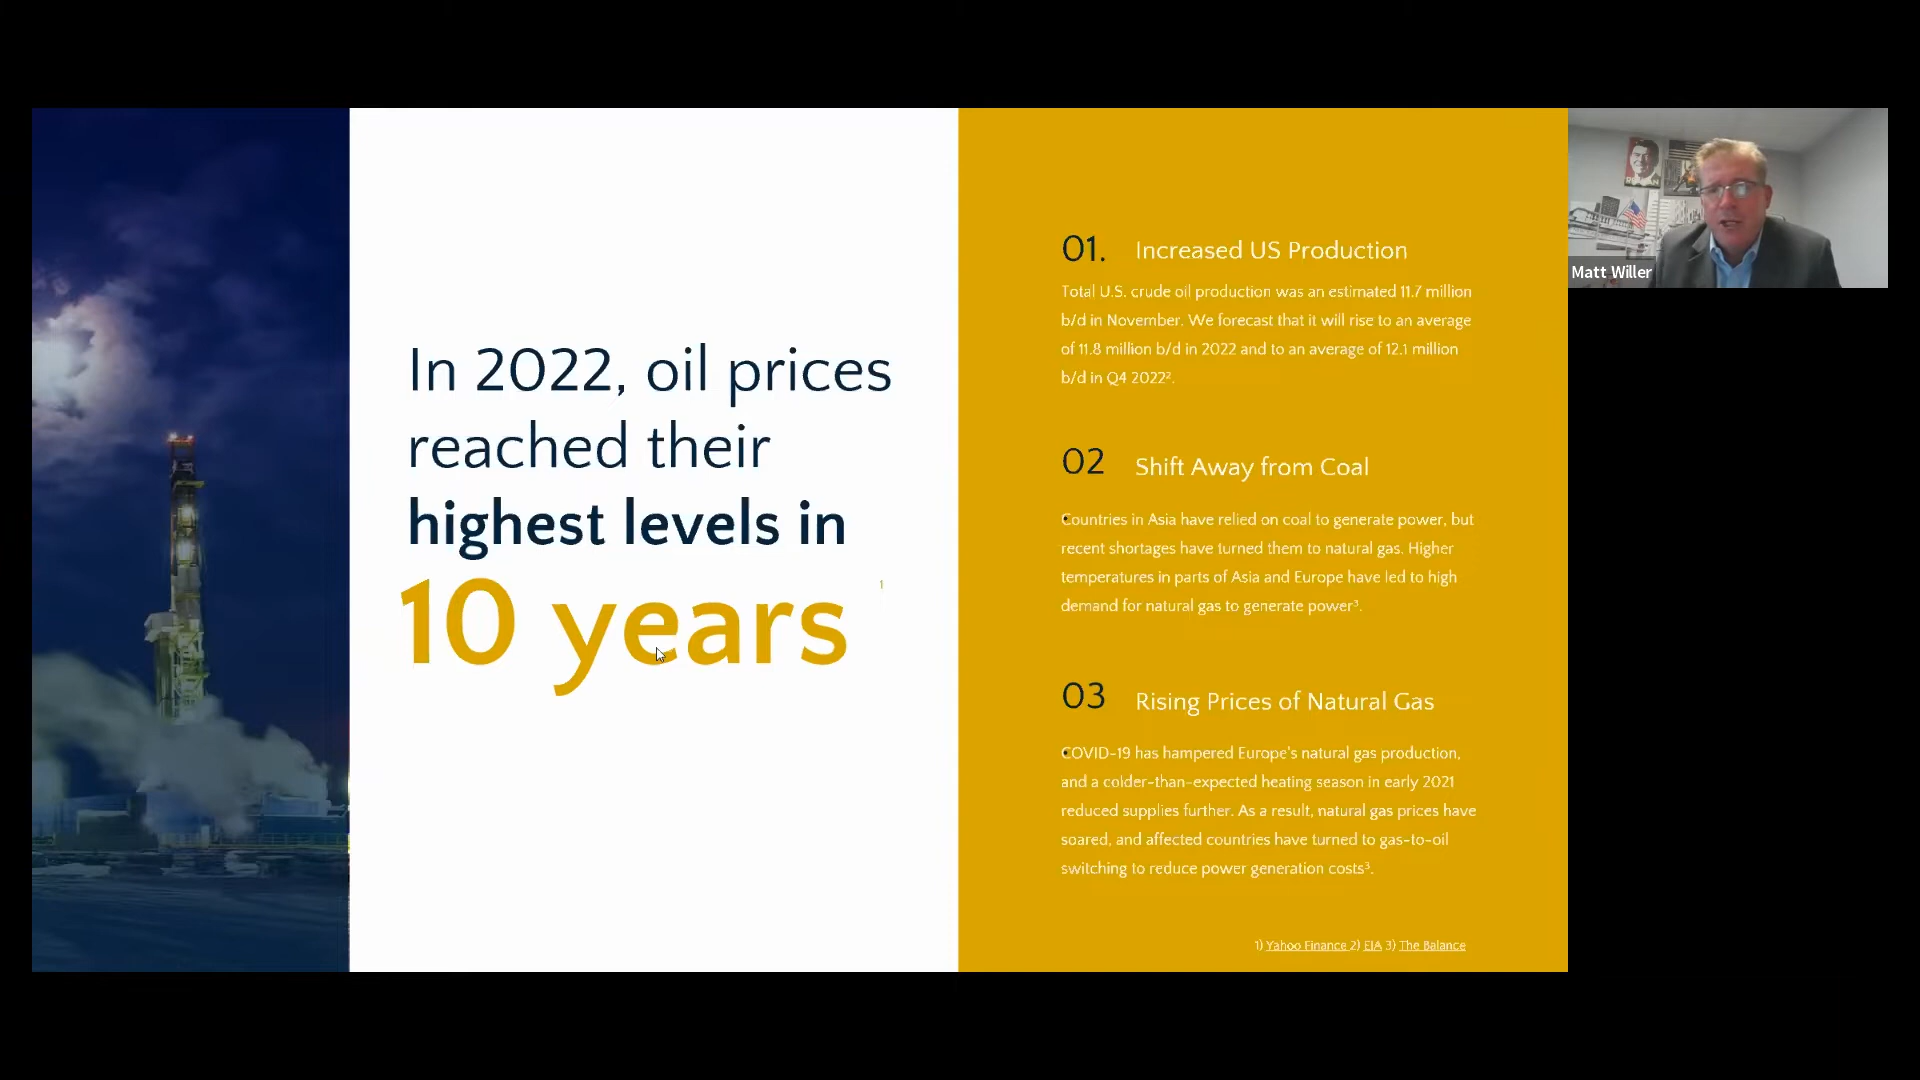 In 2022, oil prices
reached their
highest levels in
10 years ¹
01. Increased US Production
Total U.S. crude oil production was an estimated 11.7 million
b/d in November. We forecast that it will rise to an average
of 11.8 million b/d in 2022 and to an average of 12.1 million
b/d in Q4 2022².
02 Shift Away from Coal
•Countries in Asia have relied on coal to generate power, but
recent shortages have turned them to natural gas. Higher
temperatures in parts of Asia and Europe have led to high
demand for natural gas to generate power³.
03 Rising Prices of Natural Gas
•COVID-19 has hampered Europe's natural gas production,
and a colder-than-expected heating season in early 2021
reduced supplies further. As a result, natural gas prices have
soared, and affected countries have turned to gas-to-oil
switching to reduce power generation costs³.
1) Yahoo Finance 2) EIA 3) The Balance
Matt Willer